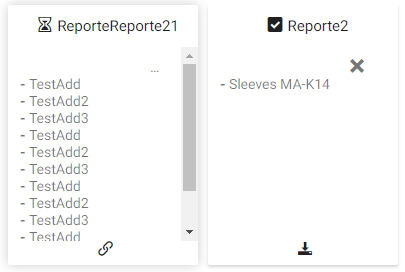 ReporteReporte21
...
- TestAdd
- TestAdd2
- TestAdd3
- TestAdd
- TestAdd2
- TestAdd3
- TestAdd
- TestAdd2
- TestAdd3
- TestAdd
Reporte2
- Sleeves MA-K14